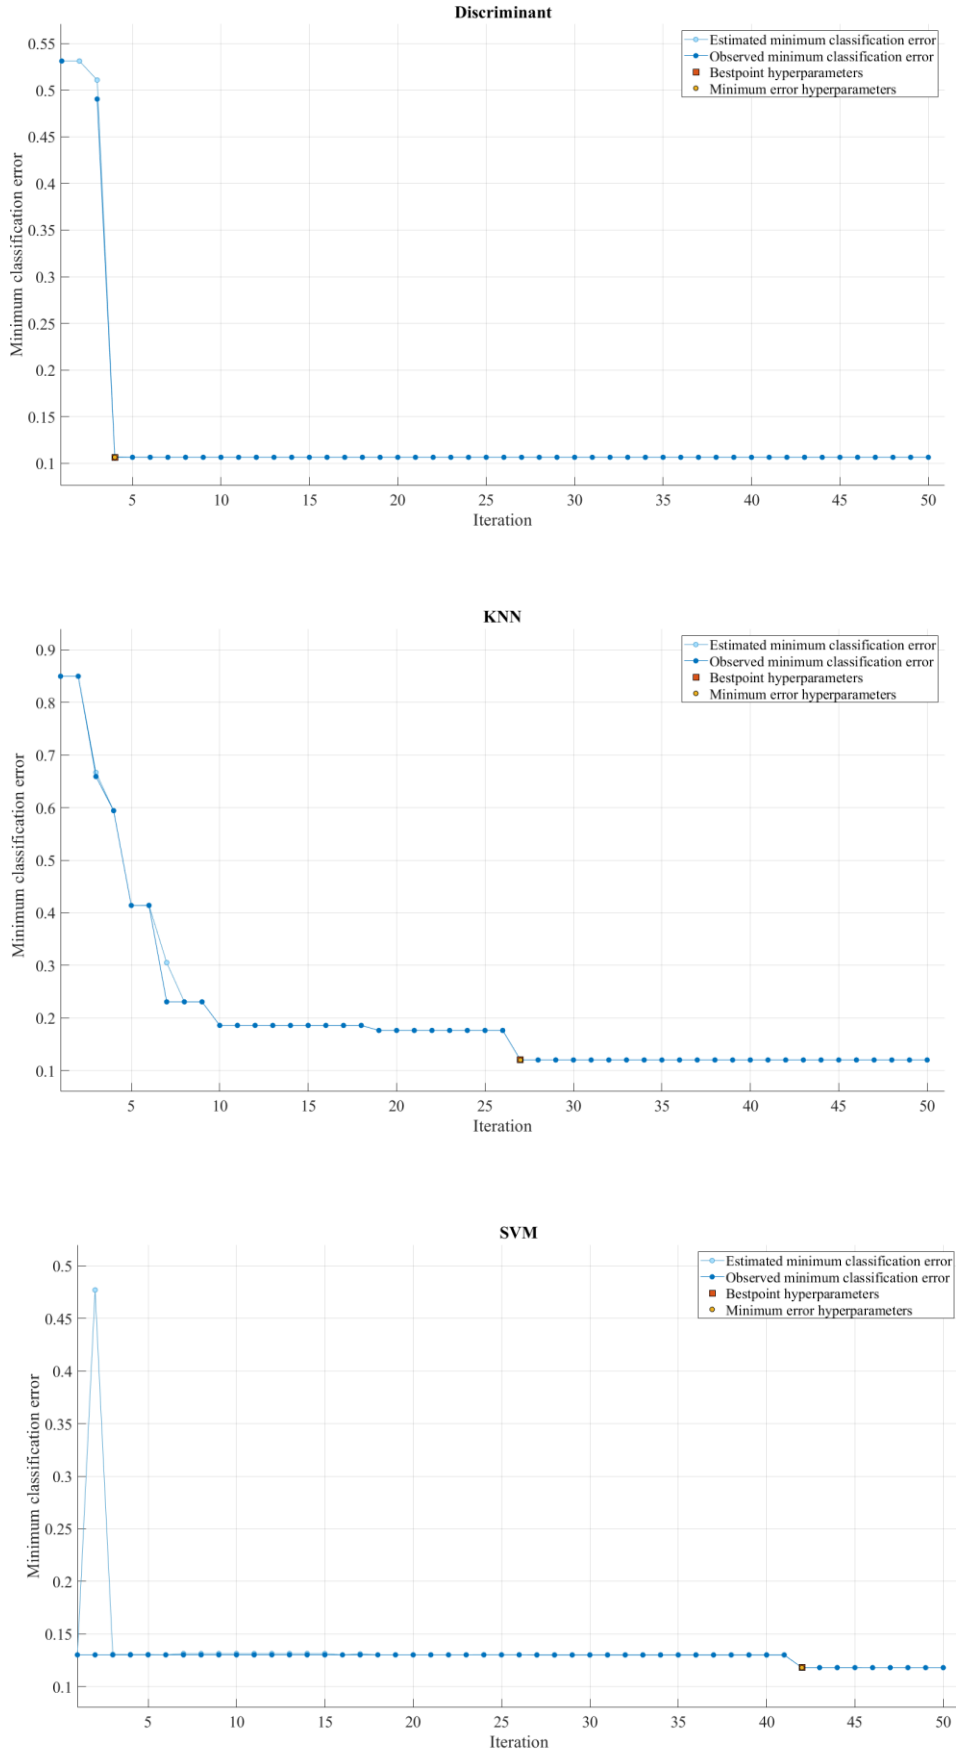 Discriminant
Estimated minimum classification error
Observed minimum classification error
Bestpoint hyperparameters
Minimum error hyperparameters
Minimum classification error
0.55
0.5
0.45
0.4
0.35
0.3
0.25
0.2
0.15
0.1
5 10 15 20 25 30 35 40 45 50
Iteration
KNN
Estimated minimum classification error
Observed minimum classification error
Bestpoint hyperparameters
Minimum error hyperparameters
Minimum classification error
0.9
0.8
0.7
0.6
0.5
0.4
0.3
0.2
0.1
5 10 15 20 25 30 35 40 45 50
Iteration
SVM
Estimated minimum classification error
Observed minimum classification error
Bestpoint hyperparameters
Minimum error hyperparameters
Minimum classification error
0.5
0.45
0.4
0.35
0.3
0.25
0.2
0.15
0.1
5 10 15 20 25 30 35 40 45 50
Iteration